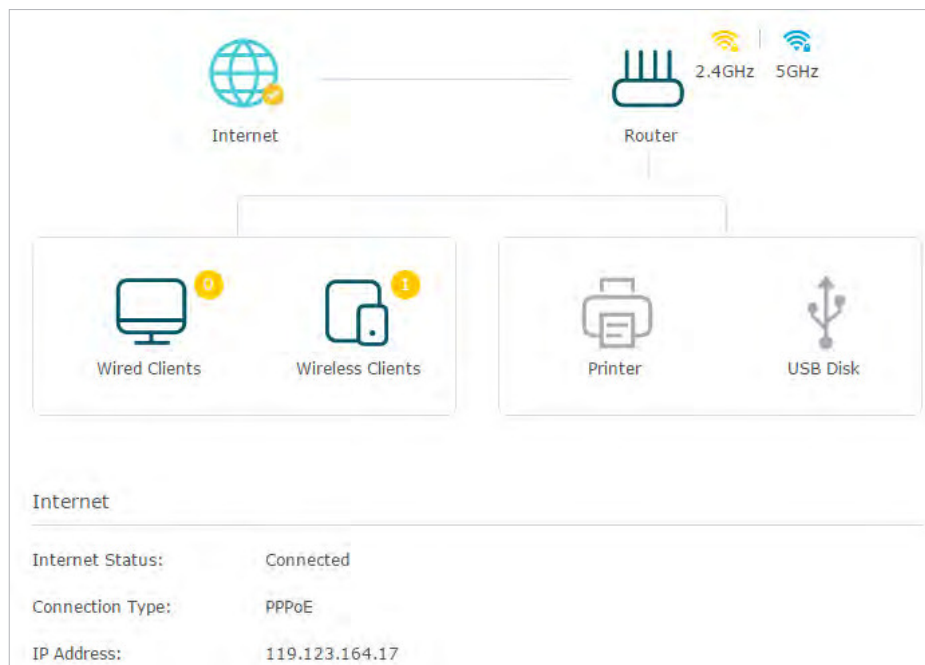 2.4GHz 5GHz
Internet Router
0 1
Wired Clients Wireless Clients Printer USB Disk
Internet
Internet Status: Connected
Connection Type: PPPoE
IP Address: 119.123.164.17